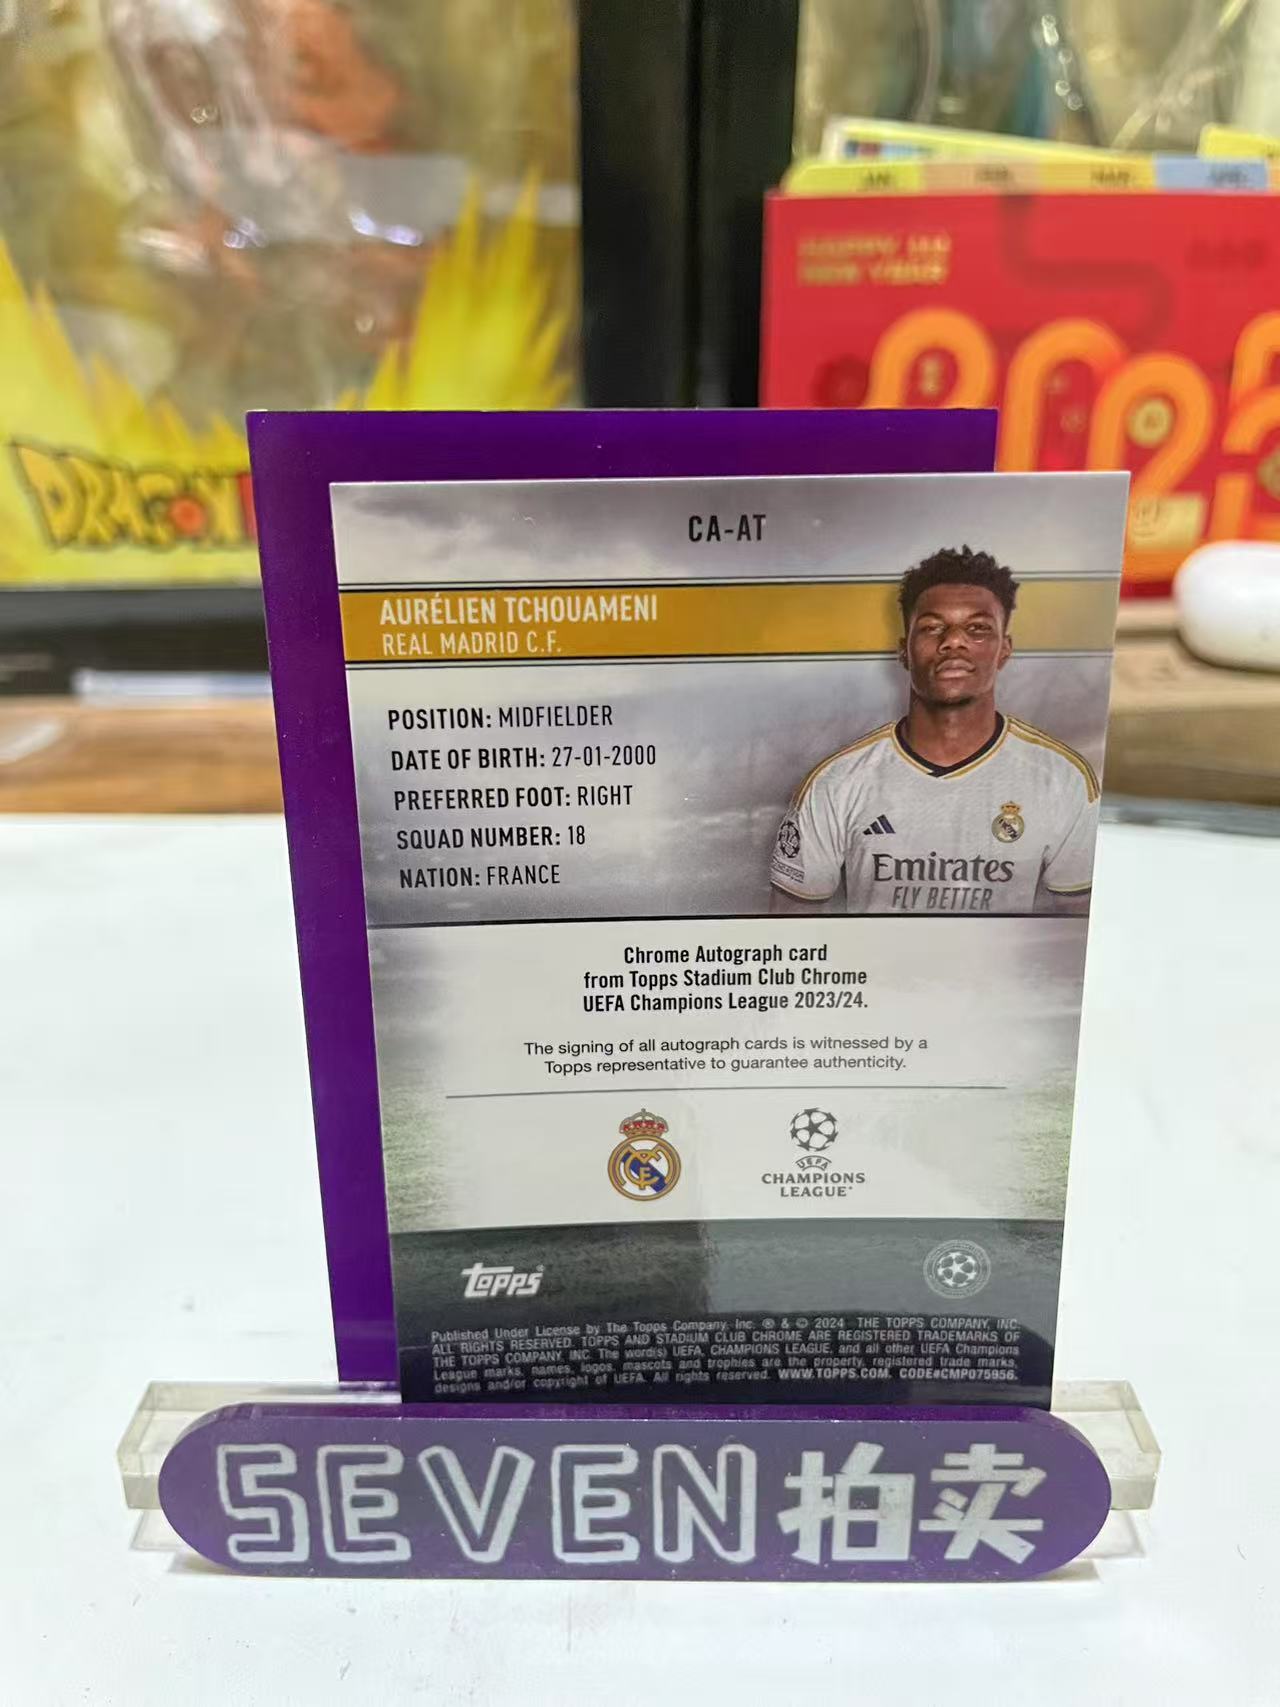 HAPPY
NEW YEAR
DRAGON
CA-AT
AURÉLIEN TCHOUAMENI
REAL MADRID C.F.
POSITION: MIDFIELDER
DATE OF BIRTH: 27-01-2000
PREFERRED FOOT: RIGHT
SQUAD NUMBER: 18
NATION: FRANCE
Emirates
FLY BETTER
Chrome Autograph card
from Topps Stadium Club Chrome
UEFA Champions League 2023/24.
The signing of all autograph cards is witnessed by a
Topps representative to guarantee authenticity.
UEFA
CHAMPIONS
LEAGUE
topps
Published Under License by The Topps Company, Inc. ® & © 2024 THE TOPPS COMPANY, INC.
ALL RIGHTS RESERVED. TOPPS AND STADIUM CLUB CHROME ARE REGISTERED TRADEMARKS OF
THE TOPPS COMPANY, INC. The word(s) UEFA, CHAMPIONS LEAGUE, and all other UEFA Champions
League marks, names, logos, mascots and trophies are the property, registered trade marks,
designs and/or copyright of UEFA. All rights reserved. WWW.TOPPS.COM. CODE#CMP075956.
SEVEN拍卖